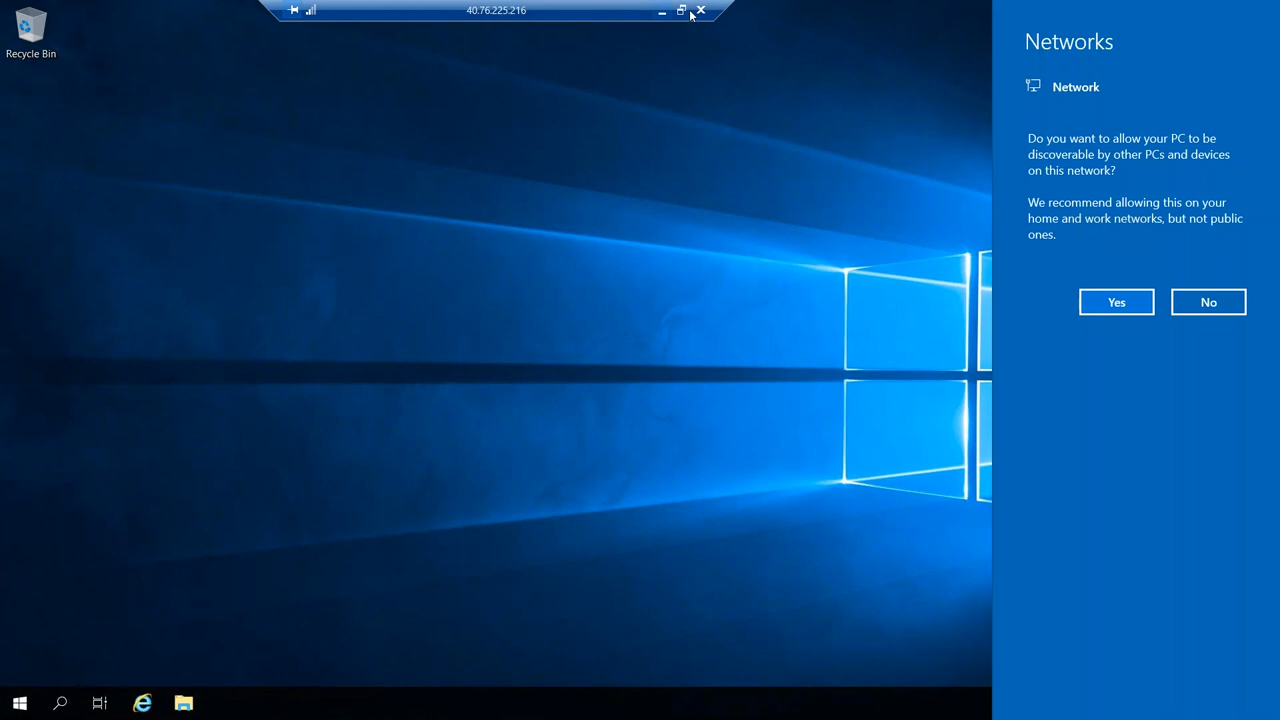 40.76.225.216
Recycle Bin
Networks
Network
Do you want to allow your PC to be
discoverable by other PCs and devices
on this network?
We recommend allowing this on your
home and work networks, but not public
ones.
Yes
No